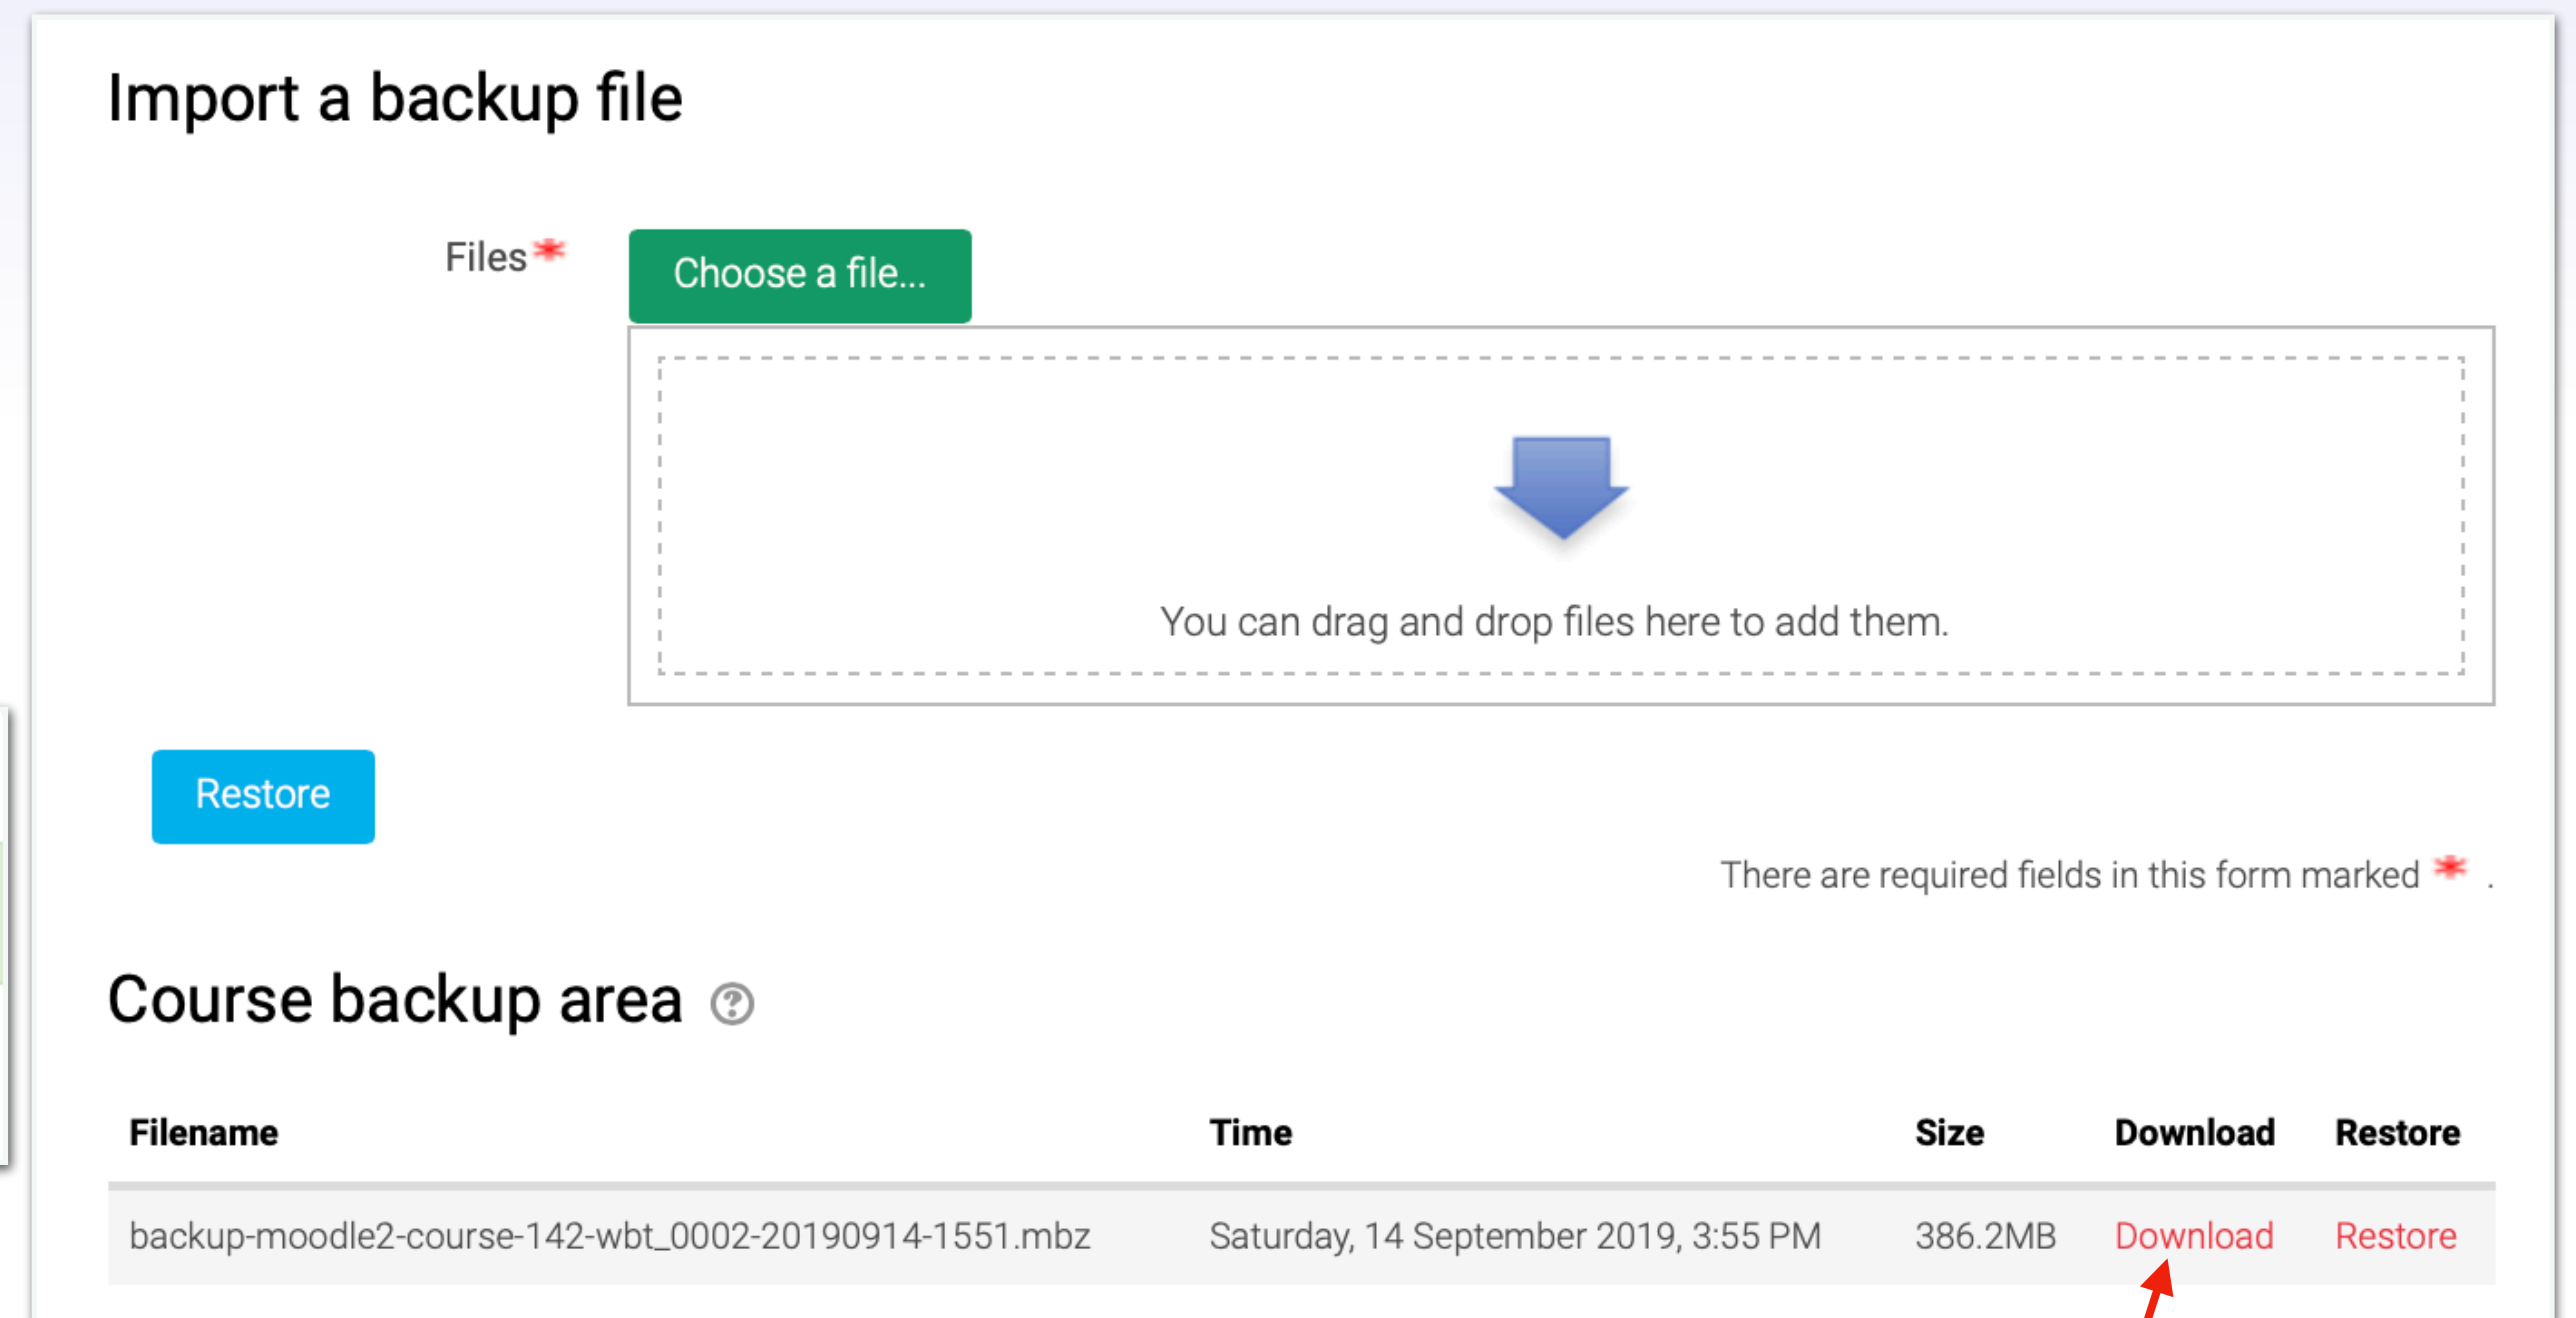 Import a backup file
Files*
Choose a file...
You can drag and drop files here to add them.
Restore
There are required fields in this form marked * .
Course backup area ?
Filename Time Size Download Restore
backup-moodle2-course-142-wbt_0002-20190914-1551.mbz Saturday, 14 September 2019, 3:55 PM 386.2MB Download Restore